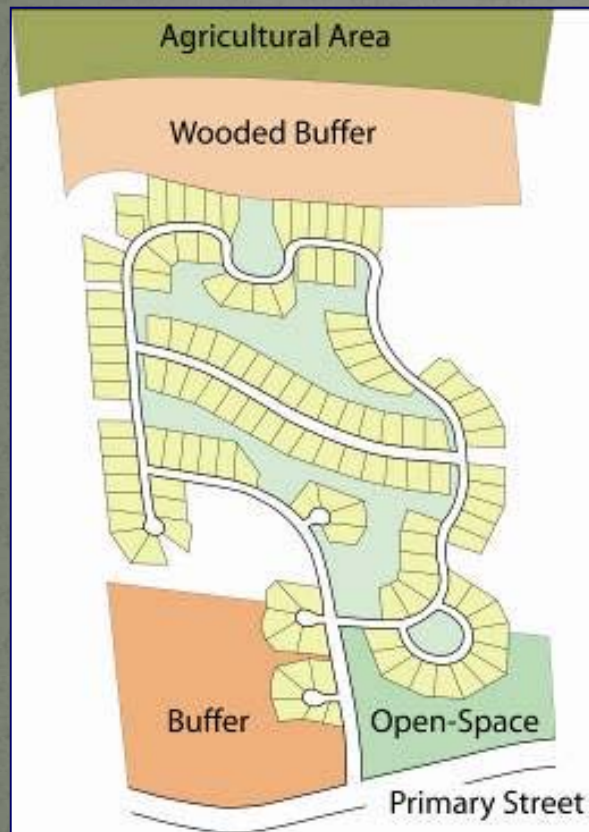 Agricultural Area
Wooded Buffer
Buffer
Open-Space
Primary Street